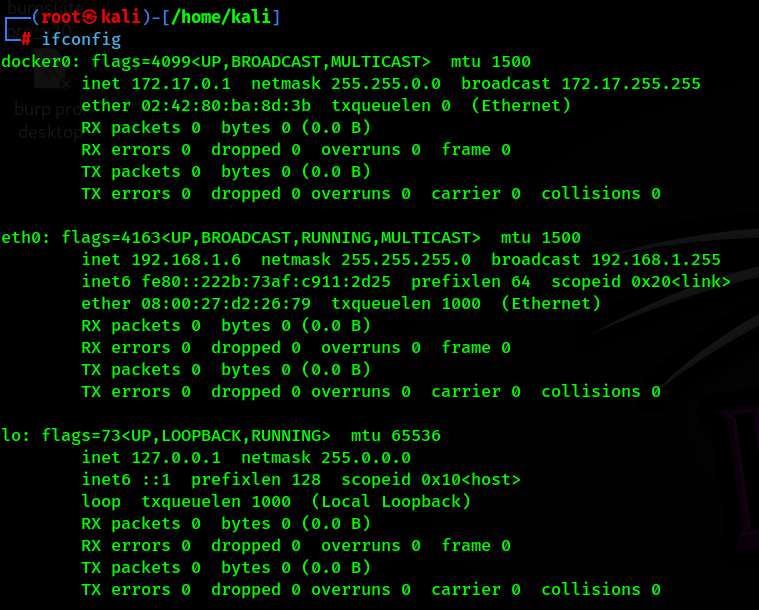 burpsuite
pro
┌──(root㉿kali)-[/home/kali]
└─# ifconfig
docker0: flags=4099<UP,BROADCAST,MULTICAST>  mtu 1500
        inet 172.17.0.1  netmask 255.255.0.0  broadcast 172.17.255.255
        ether 02:42:80:ba:8d:3b  txqueuelen 0  (Ethernet)
burp pro.
        RX packets 0  bytes 0 (0.0 B)
desktop
        RX errors 0  dropped 0  overruns 0  frame 0
        TX packets 0  bytes 0 (0.0 B)
        TX errors 0  dropped 0 overruns 0  carrier 0  collisions 0

eth0: flags=4163<UP,BROADCAST,RUNNING,MULTICAST>  mtu 1500
        inet 192.168.1.6  netmask 255.255.255.0  broadcast 192.168.1.255
        inet6 fe80::222b:73af:c911:2d25  prefixlen 64  scopeid 0x20<link>
        ether 08:00:27:d2:26:79  txqueuelen 1000  (Ethernet)
        RX packets 0  bytes 0 (0.0 B)
        RX errors 0  dropped 0  overruns 0  frame 0
        TX packets 0  bytes 0 (0.0 B)
        TX errors 0  dropped 0 overruns 0  carrier 0  collisions 0

lo: flags=73<UP,LOOPBACK,RUNNING>  mtu 65536
        inet 127.0.0.1  netmask 255.0.0.0
        inet6 ::1  prefixlen 128  scopeid 0x10<host>
        loop  txqueuelen 1000  (Local Loopback)
        RX packets 0  bytes 0 (0.0 B)
        RX errors 0  dropped 0  overruns 0  frame 0
        TX packets 0  bytes 0 (0.0 B)
        TX errors 0  dropped 0 overruns 0  carrier 0  collisions 0